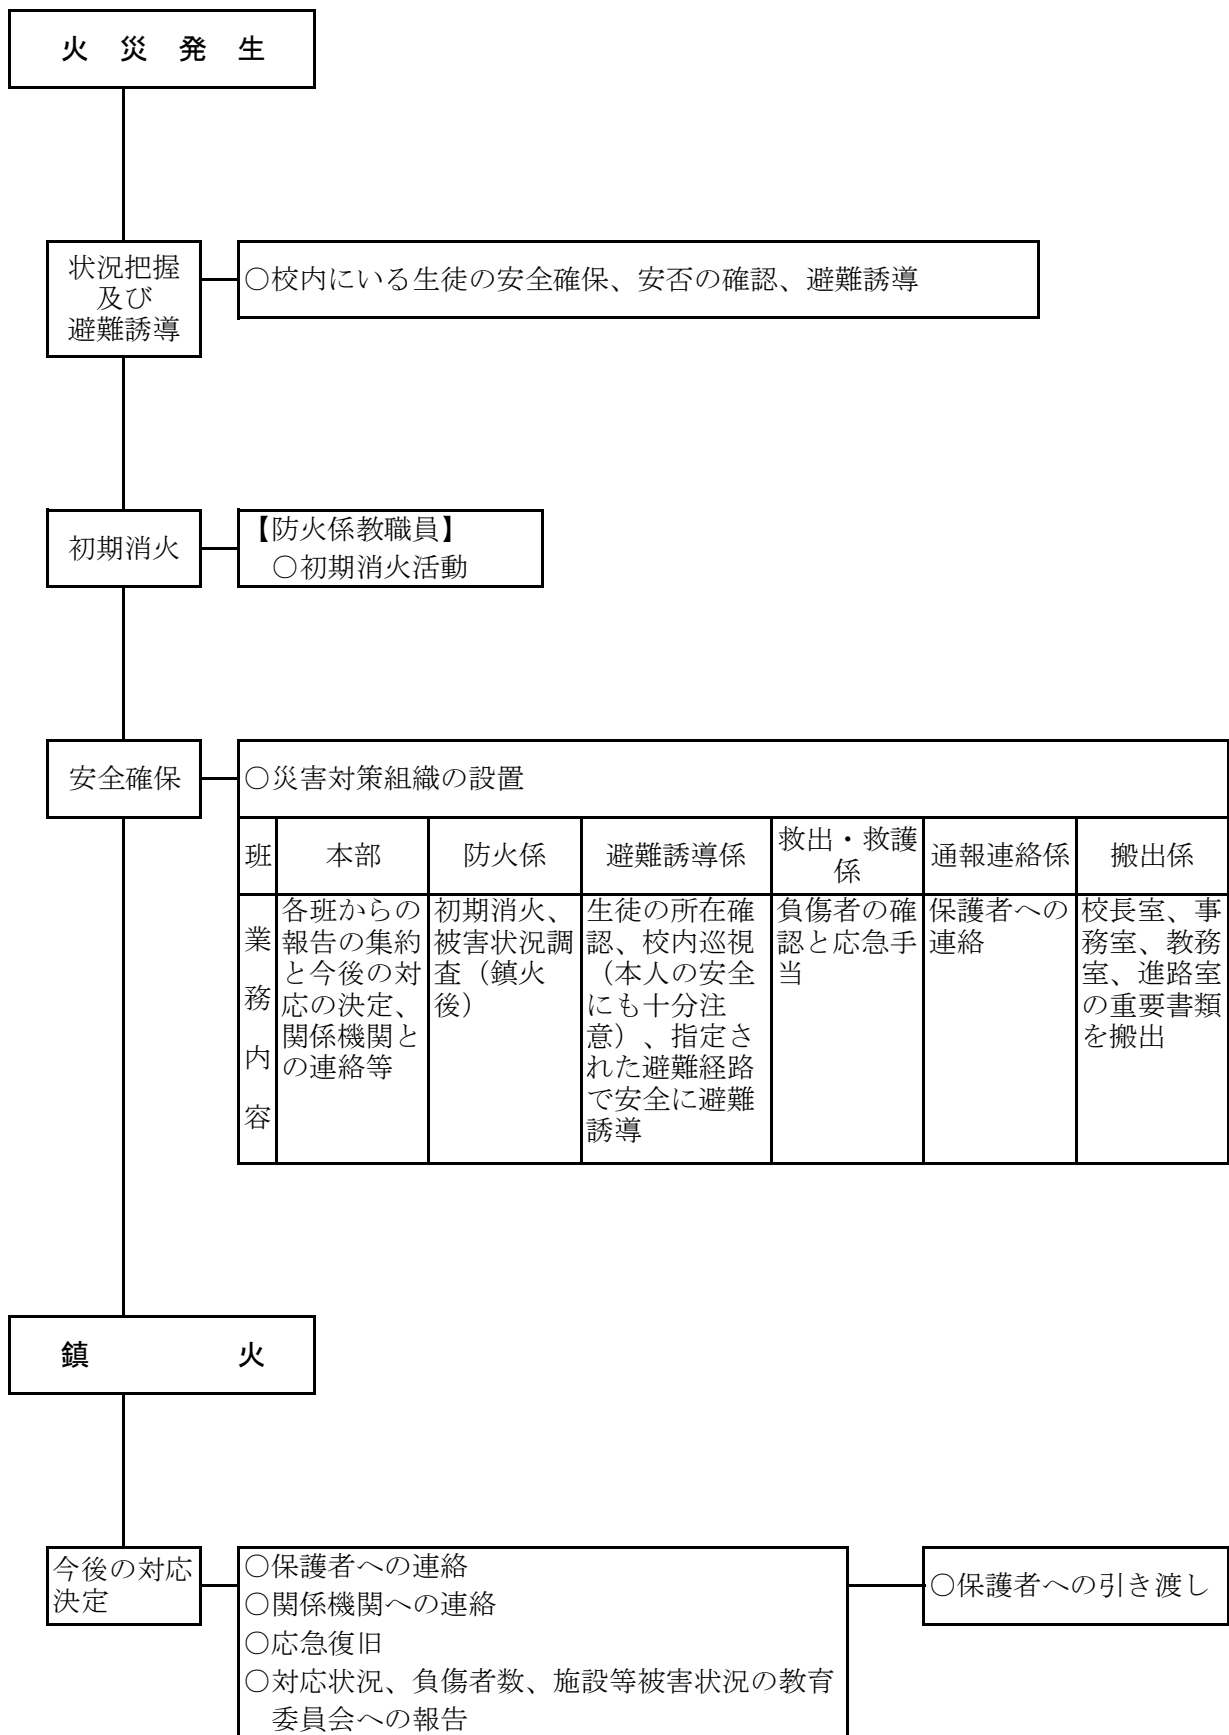 火 災 発 生
状況把握
及び
避難誘導
○校内にいる生徒の安全確保、安否の確認、避難誘導
初期消火
【防火係教職員】
○初期消火活動
安全確保
○災害対策組織の設置
班
本部
防火係
避難誘導係
救出・救護
係
通報連絡係
搬出係
業
務
内
容
各班からの
報告の集約
と今後の対
応の決定、
関係機関と
の連絡等
初期消火、
被害状況調
査（鎮火
後）
生徒の所在確
認、校内巡視
（本人の安全
にも十分注
意）、指定さ
れた避難経路
で安全に避難
誘導
負傷者の確
認と応急手
当
保護者への
連絡
校長室、事
務室、教務
室、進路室
の重要書類
を搬出
鎮 火
今後の対応
決定
○保護者への連絡
○関係機関への連絡
○応急復旧
○対応状況、負傷者数、施設等被害状況の教育
委員会への報告
○保護者への引き渡し